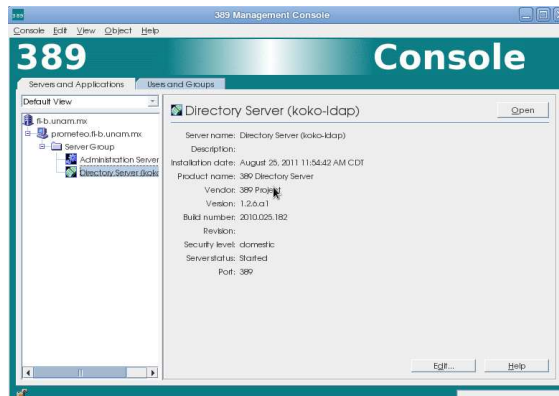 389 Management Console
Console Edit View Object Help
389 Console
Servers and Applications Users and Groups
Default View
fi-b.unam.mx
prometeo.fi-b.unam.mx
Server Group
Administration Server
Directory Server (koko
Directory Server (koko-ldap)
Open
Server name: Directory Server (koko-ldap)
Description:
Installation date: August 25, 2011 11:54:42 AM CDT
Product name: 389 Directory Server
Vendor: 389 Project
Version: 1.2.6.a1
Build number: 2010.025.182
Revision:
Security level: domestic
Server status: Started
Port: 389
Edit... Help